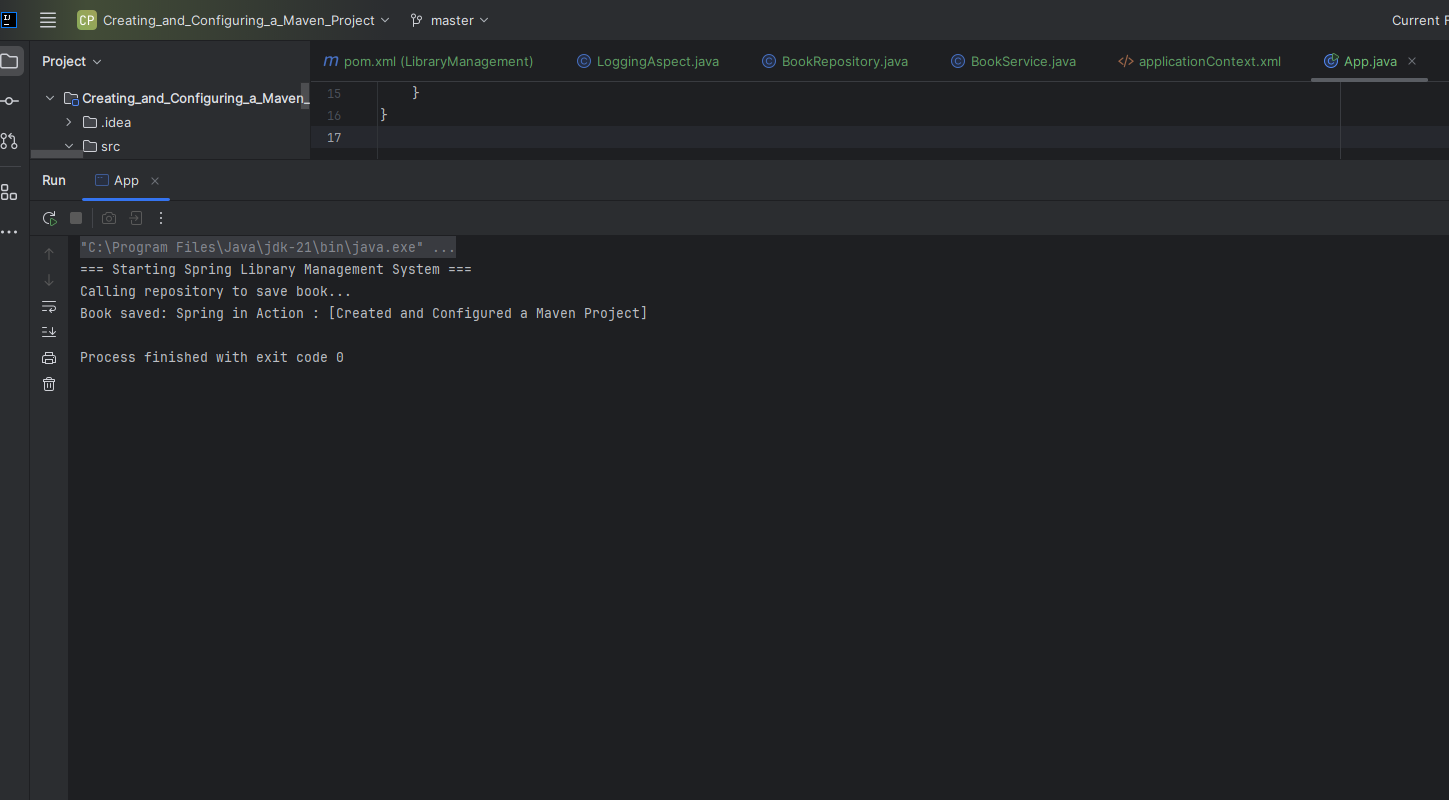 CP Creating_and_Configuring_a_Maven_Project master Current F
Project pom.xml (LibraryManagement) LoggingAspect.java BookRepository.java BookService.java applicationContext.xml App.java
Creating_and_Configuring_a_Maven_ 15 }
.idea 16 }
src 17
Run App
"C:\Program Files\Java\jdk-21\bin\java.exe" ...
=== Starting Spring Library Management System ===
Calling repository to save book...
Book saved: Spring in Action : [Created and Configured a Maven Project]
Process finished with exit code 0